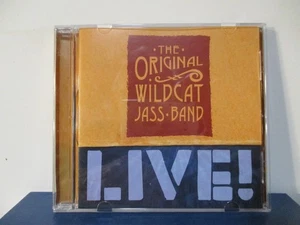 ·THE·
ORIGINAL
WILDCAT
JASS·BAND
LIVE!